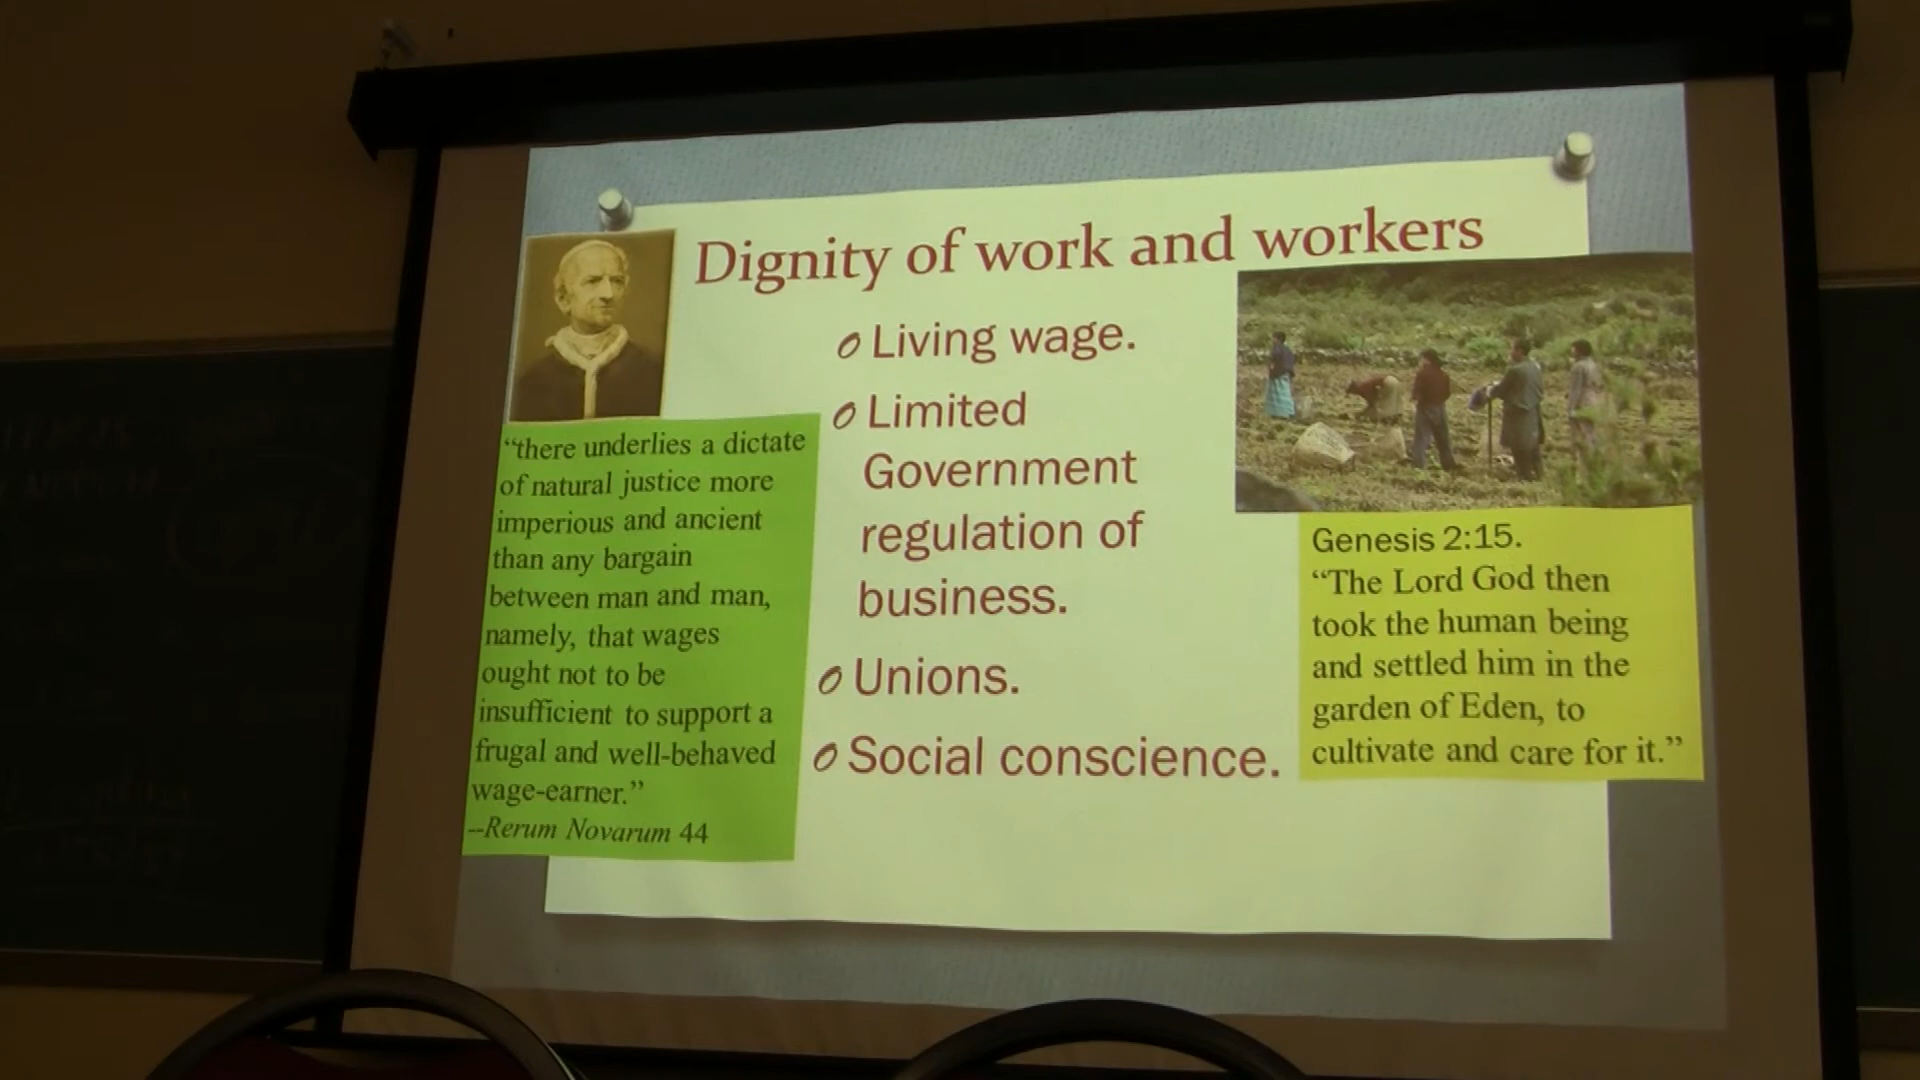 Dignity of work and workers
Living wage.
Limited
Government
regulation of
business.
Unions.
Social conscience.
“there underlies a dictate
of natural justice more
imperious and ancient
than any bargain
between man and man,
namely, that wages
ought not to be
insufficient to support a
frugal and well-behaved
wage-earner.”
--Rerum Novarum 44
Genesis 2:15.
“The Lord God then
took the human being
and settled him in the
garden of Eden, to
cultivate and care for it.”